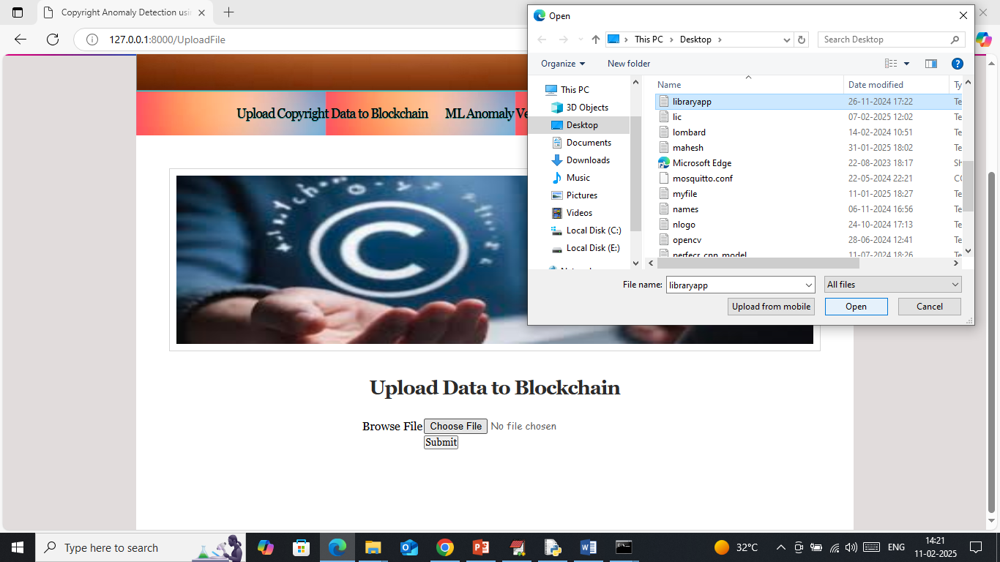 Copyright Anomaly Detection usi
127.0.0.1:8000/UploadFile
Upload Copyright Data to Blockchain
ML Anomaly Ve
Upload Data to Blockchain
Browse File Choose File No file chosen
Submit
Open
This PC > Desktop >
Search Desktop
Organize
New folder
This PC
3D Objects
Desktop
Documents
Downloads
Music
Pictures
Videos
Local Disk (C:)
Local Disk (E:)
Name Date modified Ty
libraryapp 26-11-2024 17:22 Te
lic 07-02-2025 12:02 Te
lombard 14-02-2024 10:51 Te
mahesh 31-01-2025 18:02 Te
Microsoft Edge 22-08-2023 18:17 Sh
mosquitto.conf 22-05-2024 22:21 CO
myfile 11-01-2025 18:27 Te
names 06-11-2024 16:56 Te
nlogo 24-10-2024 17:13 Te
opencv 28-06-2024 12:41 Te
perfecr_cnn_model 11-07-2024 18:26 Te
File name: libraryapp All files
Upload from mobile Open Cancel
Type here to search
32°C
ENG
14:21
11-02-2025